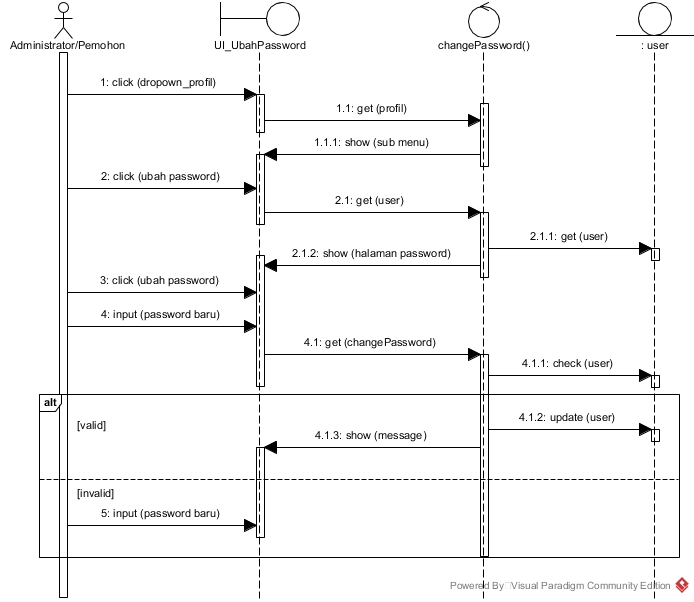 Administrator/Pemohon
UI_UbahPassword
changePassword()
: user
1: click (dropown_profil)
1.1: get (profil)
1.1.1: show (sub menu)
2: click (ubah password)
2.1: get (user)
2.1.1: get (user)
2.1.2: show (halaman password)
3: click (ubah password)
4: input (password baru)
4.1: get (changePassword)
4.1.1: check (user)
alt
[valid]
4.1.2: update (user)
4.1.3: show (message)
[invalid]
5: input (password baru)
Powered By Visual Paradigm Community Edition